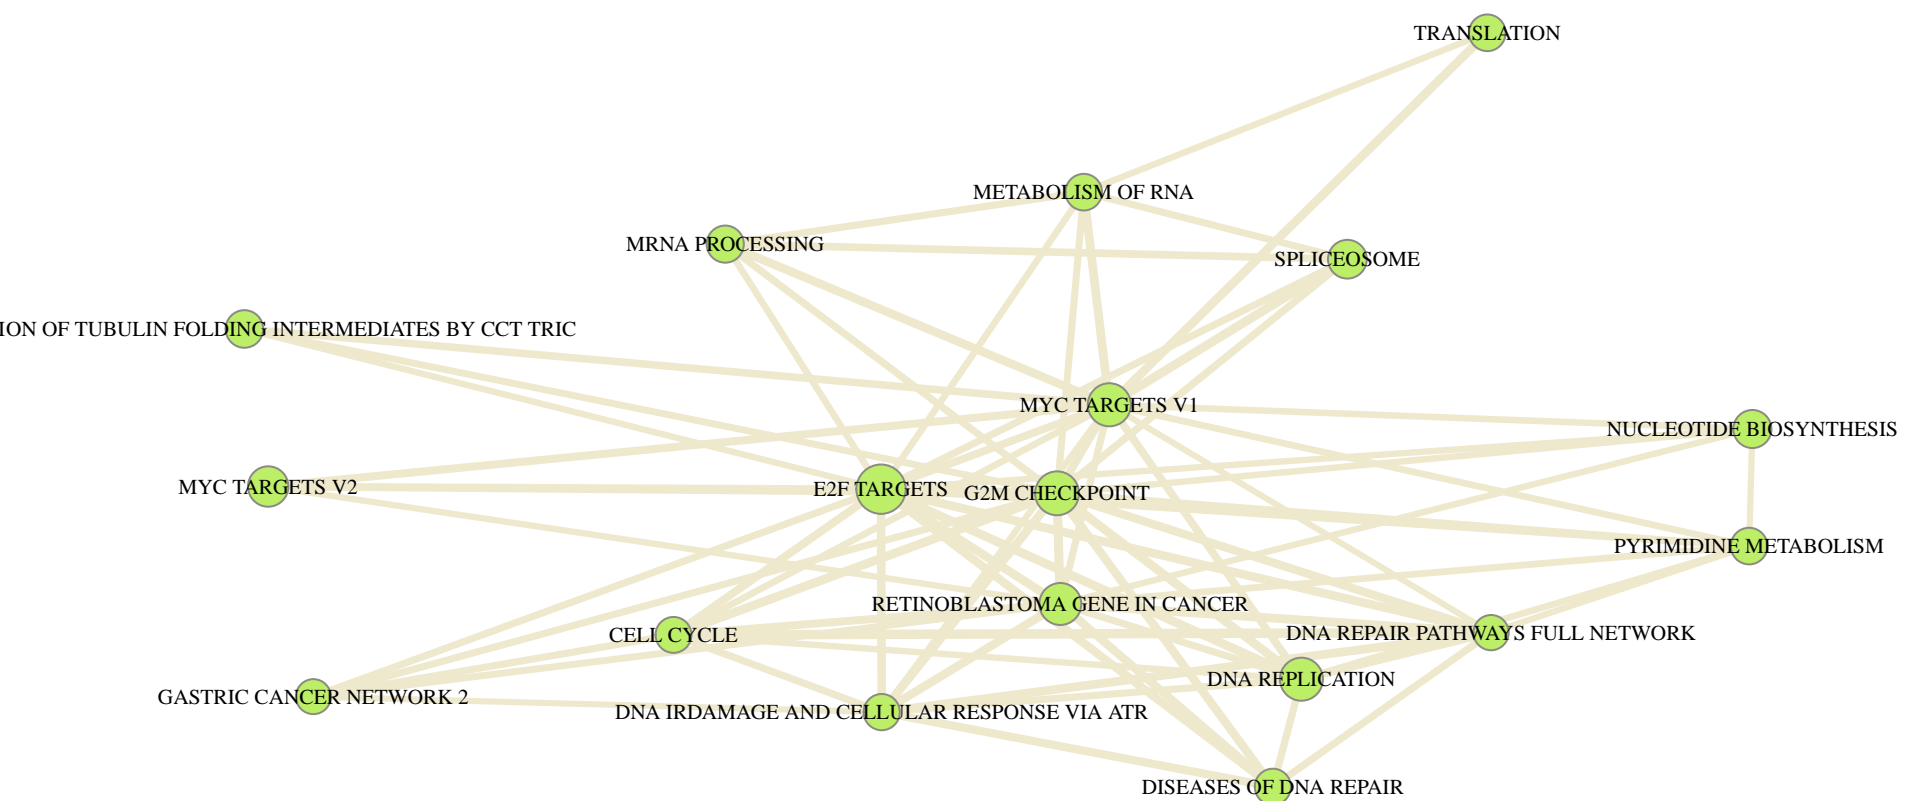 TRANSLATION
METABOLISM OF RNA
MRNA PROCESSING
SPLICEOSOME
ION OF TUBULIN FOLDING INTERMEDIATES BY CCT TRIC
MYC TARGETS V1
NUCLEOTIDE BIOSYNTHESIS
MYC TARGETS V2
E2F TARGETS
G2M CHECKPOINT
PYRIMIDINE METABOLISM
RETINOBLASTOMA GENE IN CANCER
CELL CYCLE
DNA REPAIR PATHWAYS FULL NETWORK
DNA REPLICATION
GASTRIC CANCER NETWORK 2
DNA IRDAMAGE AND CELLULAR RESPONSE VIA ATR
DISEASES OF DNA REPAIR